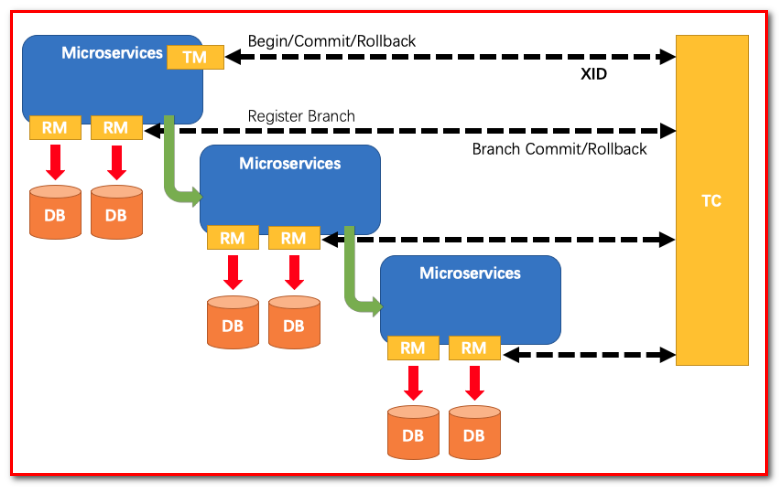 Begin/Commit/Rollback
Microservices
TM
XID
RM
RM
Register Branch
Branch Commit/Rollback
Microservices
DB
DB
TC
RM
RM
Microservices
DB
DB
RM
RM
DB
DB